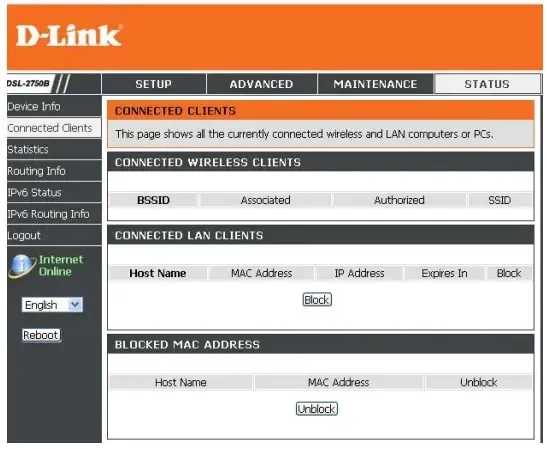 D-Link
DSL-2750B
SETUP ADVANCED MAINTENANCE STATUS
Device Info
Connected Clients
Statistics
Routing Info
IPv6 Status
IPv6 Routing Info
Logout
Internet
Online
English
Reboot
CONNECTED CLIENTS
This page shows all the currently connected wireless and LAN computers or PCs.
CONNECTED WIRELESS CLIENTS
BSSID Associated Authorized SSID
CONNECTED LAN CLIENTS
Host Name MAC Address IP Address Expires In Block
Block
BLOCKED MAC ADDRESS
Host Name MAC Address Unblock
Unblock